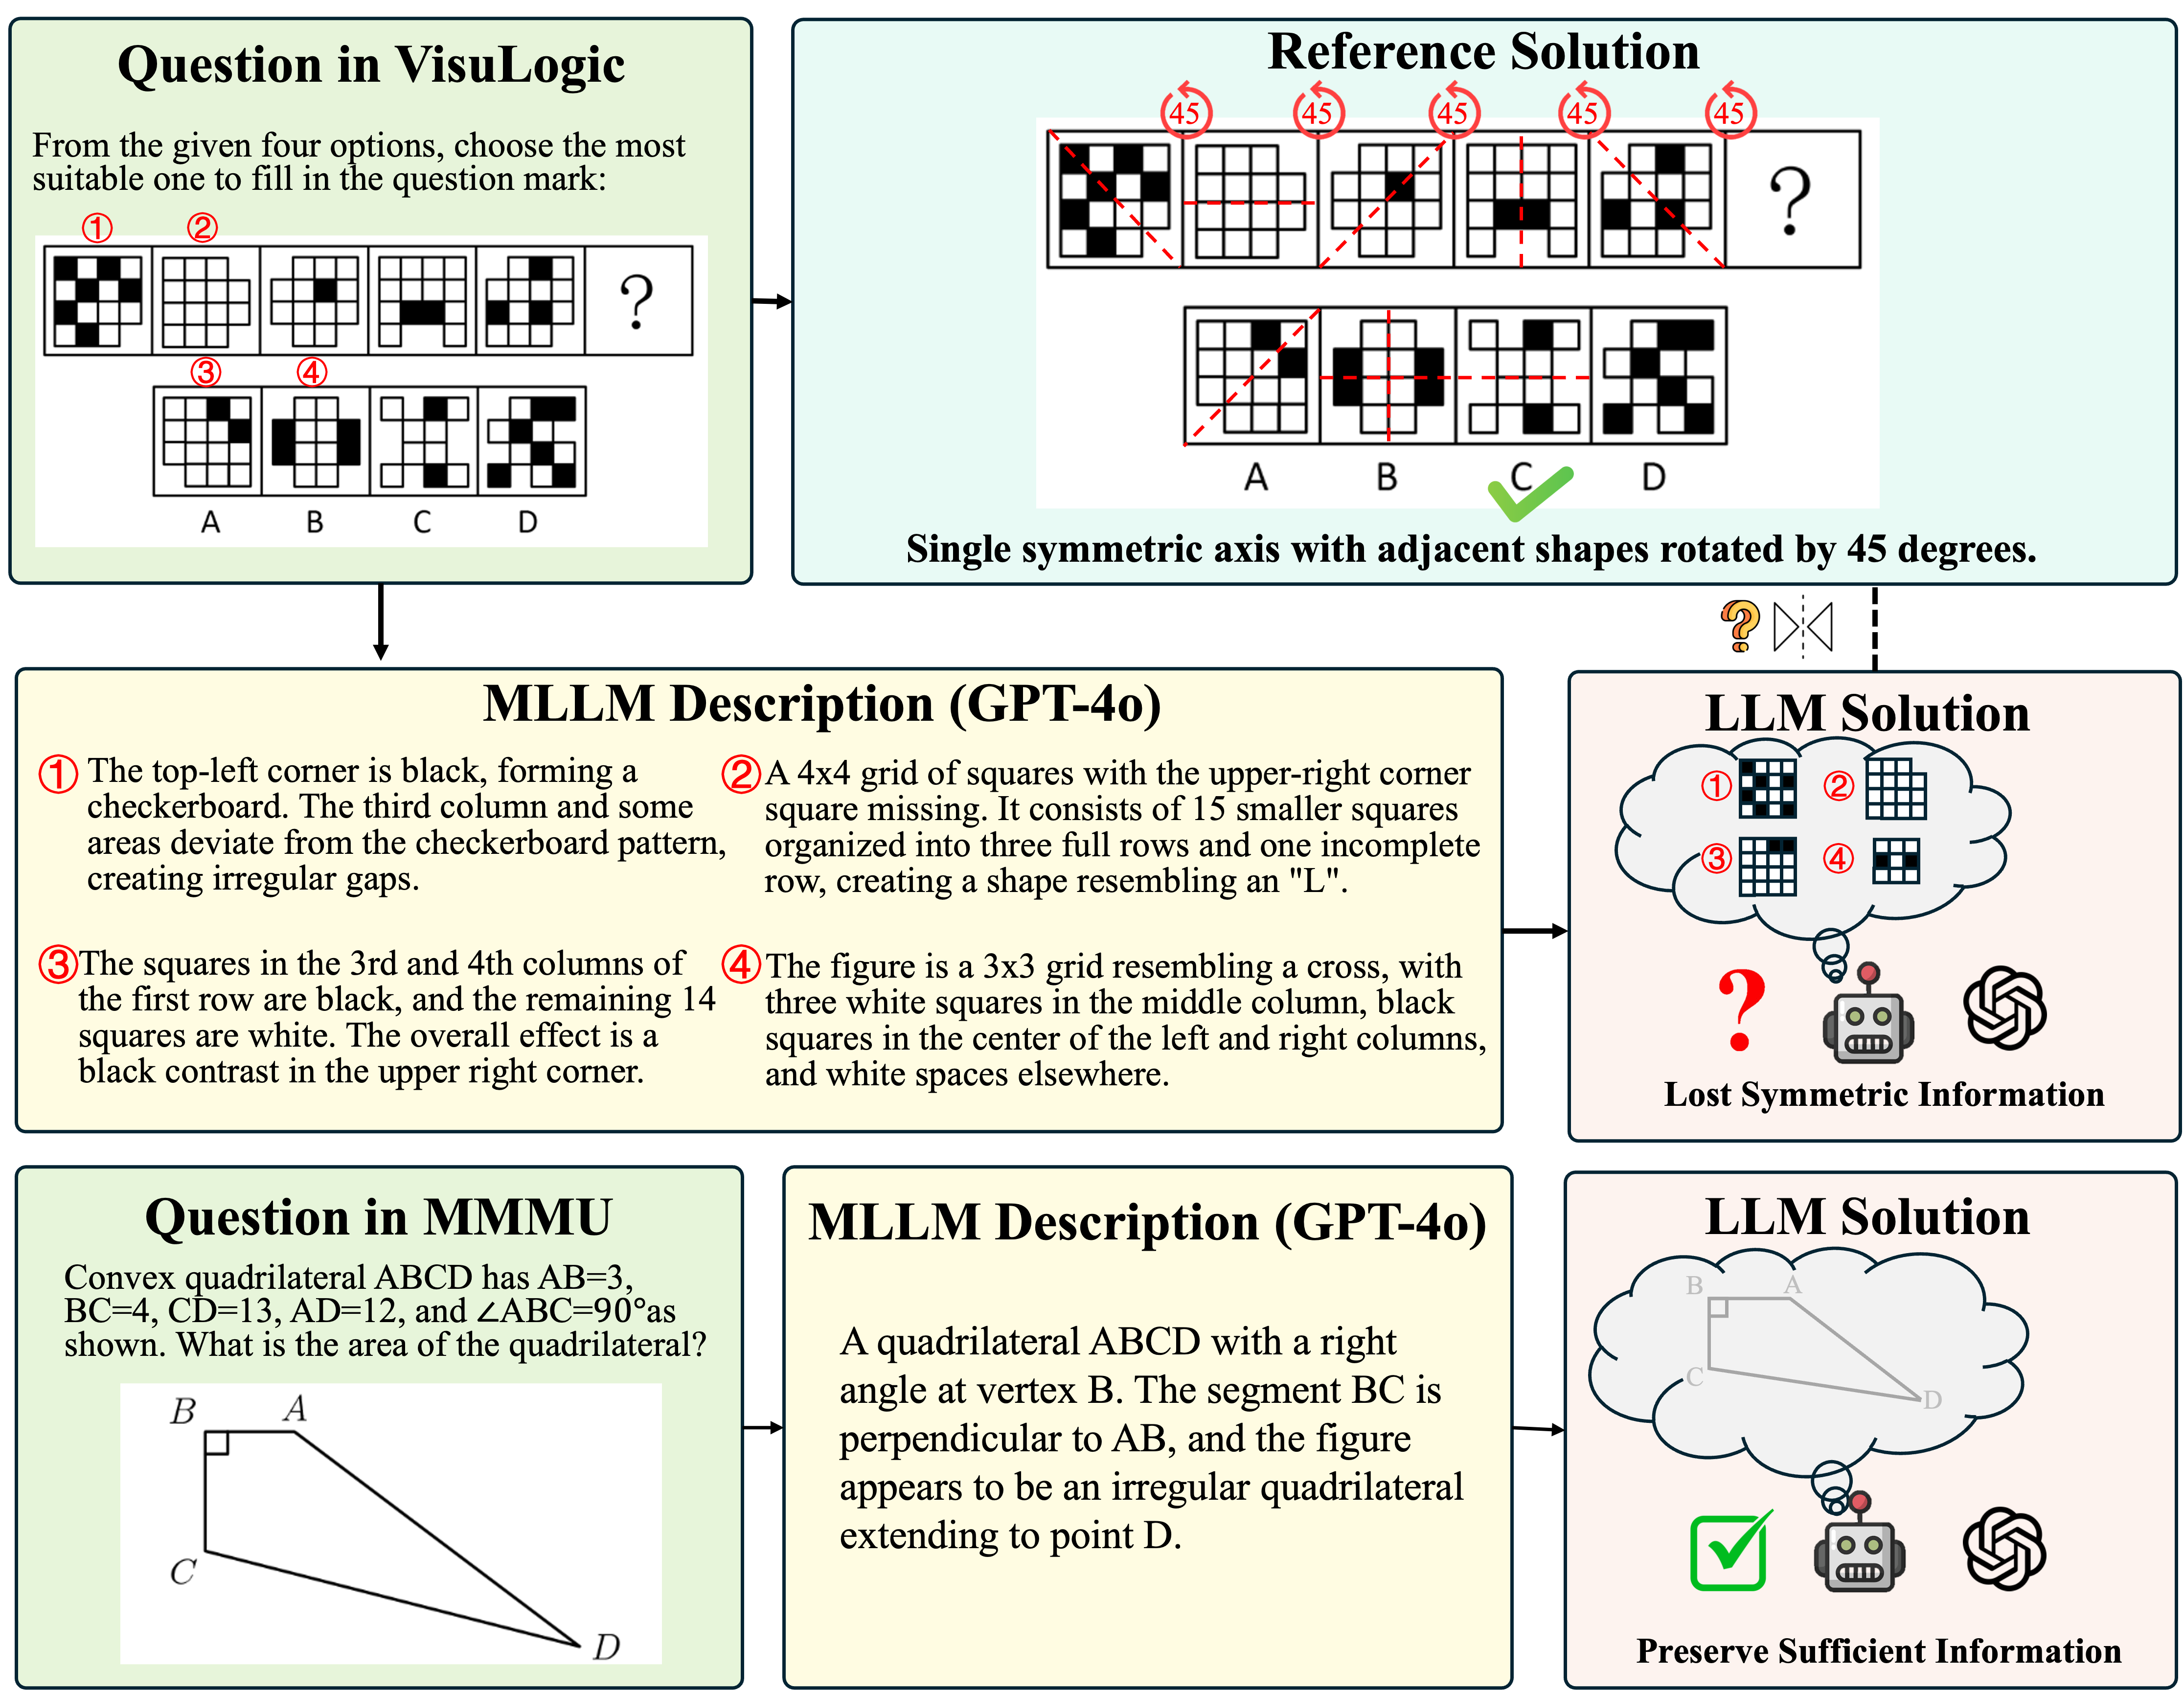 Question in VisuLogic
From the given four options, choose the most
suitable one to fill in the question mark:
① ②
?
③ ④
A B C D
Reference Solution
45 45 45 45 45
?
A B C D
Single symmetric axis with adjacent shapes rotated by 45 degrees.
MLLM Description (GPT-4o)
① The top-left corner is black, forming a
checkerboard. The third column and some
areas deviate from the checkerboard pattern,
creating irregular gaps.
② A 4x4 grid of squares with the upper-right corner
square missing. It consists of 15 smaller squares
organized into three full rows and one incomplete
row, creating a shape resembling an "L".
③ The squares in the 3rd and 4th columns of
the first row are black, and the remaining 14
squares are white. The overall effect is a
black contrast in the upper right corner.
④ The figure is a 3x3 grid resembling a cross, with
three white squares in the middle column, black
squares in the center of the left and right columns,
and white spaces elsewhere.
LLM Solution
① ②
③ ④
?
Lost Symmetric Information
Question in MMMU
Convex quadrilateral ABCD has AB=3,
BC=4, CD=13, AD=12, and ∠ABC=90°as
shown. What is the area of the quadrilateral?
B A
C
D
MLLM Description (GPT-4o)
A quadrilateral ABCD with a right
angle at vertex B. The segment BC is
perpendicular to AB, and the figure
appears to be an irregular quadrilateral
extending to point D.
LLM Solution
B A
C
D
Preserve Sufficient Information